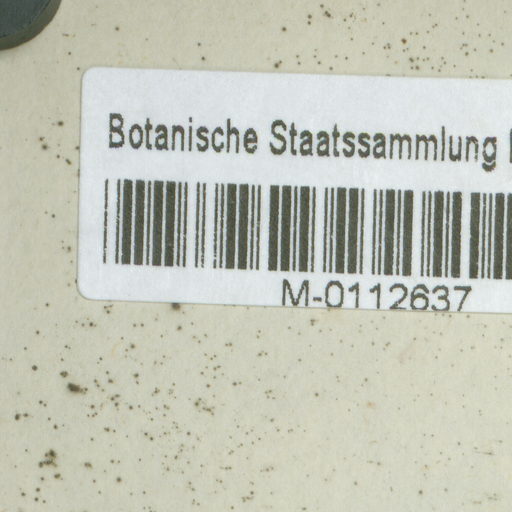 Botanische Staatssammlung
M-0112637